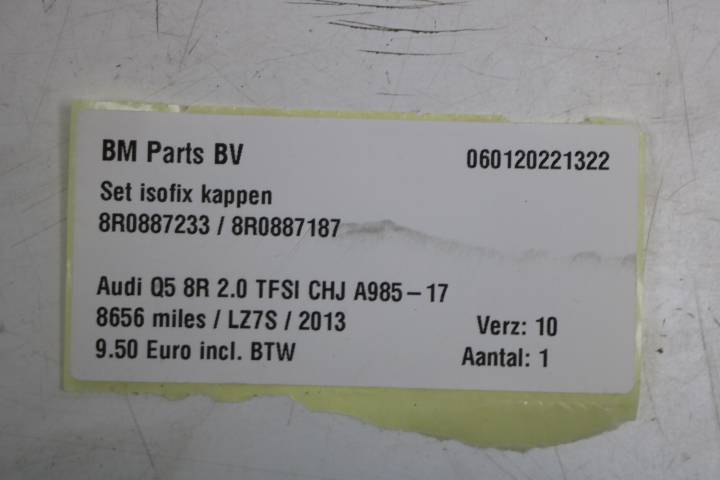 BM Parts BV 060120221322
Set isofix kappen
8R0887233 / 8R0887187
Audi Q5 8R 2.0 TFSI CHJ A985-17
8656 miles / LZ7S / 2013 Verz: 10
9.50 Euro incl. BTW Aantal: 1